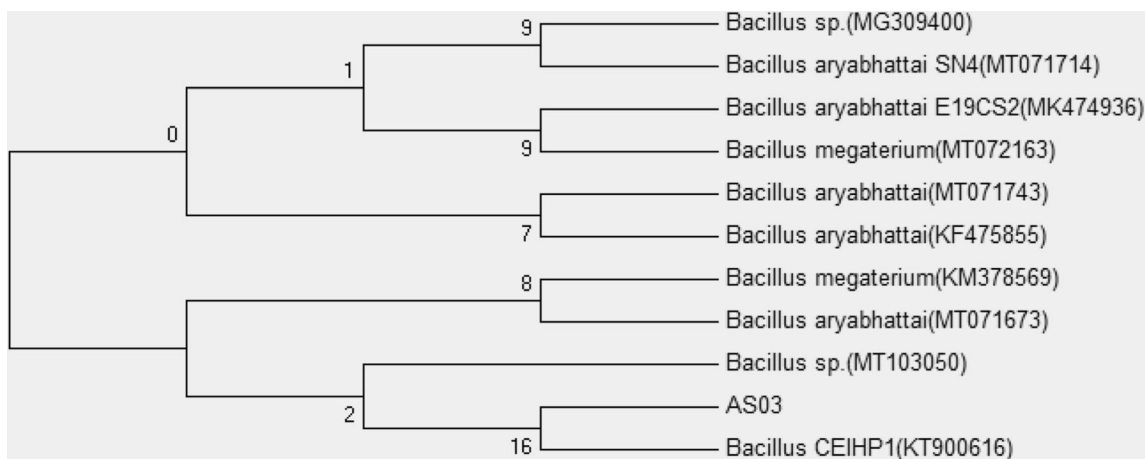 9
Bacillus sp.(MG309400)
1
Bacillus aryabhattai SN4(MT071714)
Bacillus aryabhattai E19CS2(MK474936)
0
9
Bacillus megaterium(MT072163)
Bacillus aryabhattai(MT071743)
7
Bacillus aryabhattai(KF475855)
8
Bacillus megaterium(KM378569)
Bacillus aryabhattai(MT071673)
Bacillus sp.(MT103050)
2
AS03
16
Bacillus CEIHP1(KT900616)